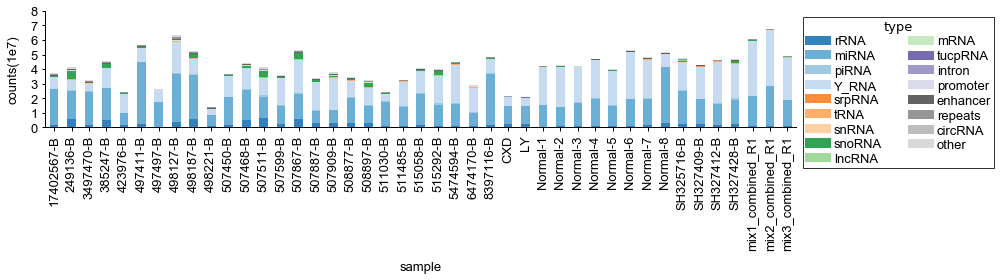 counts(1e7)
8
7
6
5
4
3
2
1
0
17402567-B
249136-B
3497470-B
385247-B
423976-B
497411-B
497497-B
498127-B
498187-B
498221-B
507450-B
507468-B
507511-B
507599-B
507867-B
507887-B
507909-B
508877-B
508897-B
511030-B
511485-B
515058-B
515292-B
5474594-B
6474170-B
8397116-B
CXD
LY
Normal-1
Normal-2
Normal-3
Normal-4
Normal-5
Normal-6
Normal-7
Normal-8
SH325716-B
SH327409-B
SH327412-B
SH327428-B
mix1_combined_R1
mix2_combined_R1
mix3_combined_R1
sample
type
rRNA
miRNA
piRNA
Y_RNA
srpRNA
tRNA
snRNA
snoRNA
lncRNA
mRNA
tucpRNA
intron
promoter
enhancer
repeats
circRNA
other